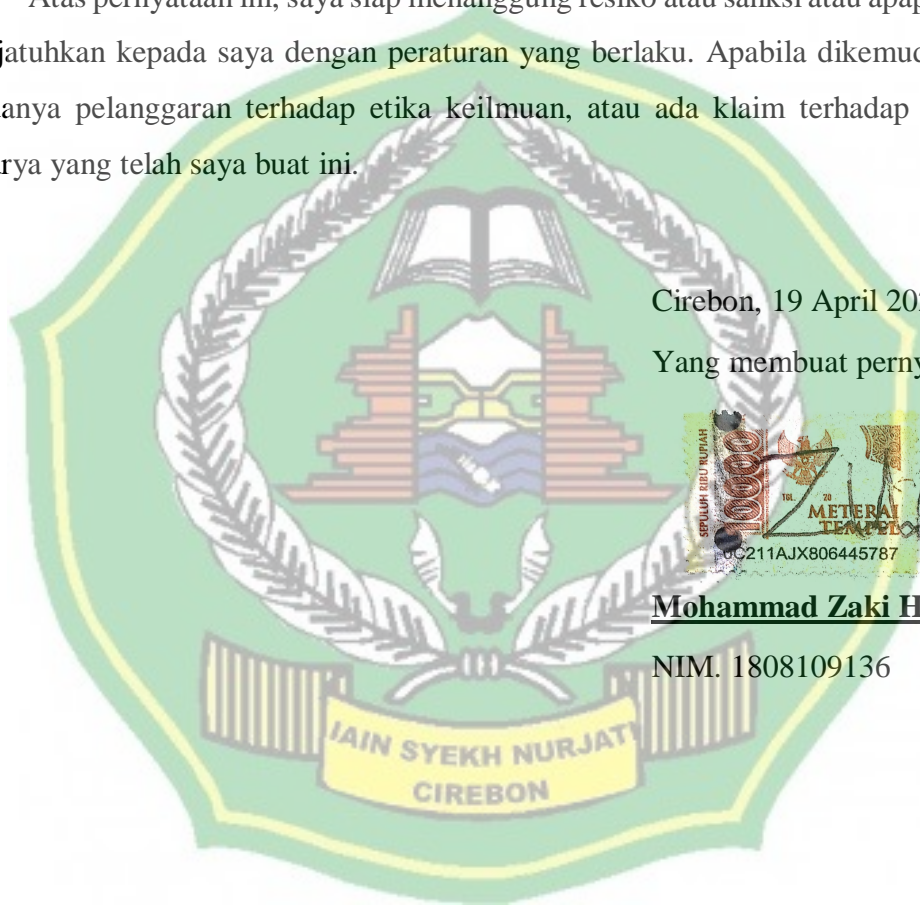 Atas pernyataan ini, saya siap menanggung resiko atau sanksi atau apap
jatuhkan kepada saya dengan peraturan yang berlaku. Apabila dikemud
anya pelanggaran terhadap etika keilmuan, atau ada klaim terhadap
rya yang telah saya buat ini.
Cirebon, 19 April 202
Yang membuat perny
SEPULUH RIBU RUPIAH
10000
TGL. 20
METERAI
TEMPEL
0C211AJX806445787
Mohammad Zaki H
NIM. 1808109136
IAIN SYEKH NURJATI
CIREBON